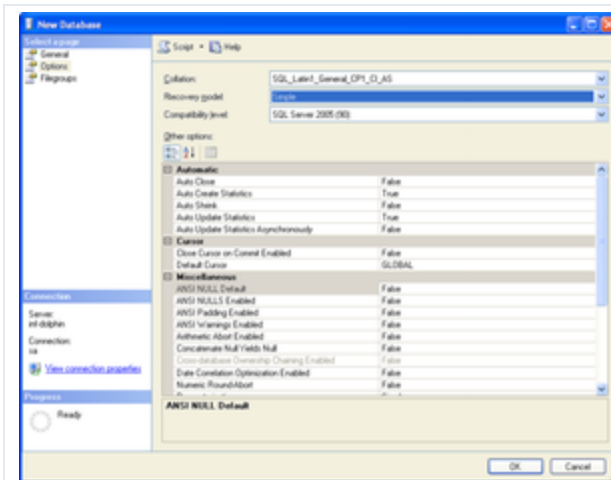 New Database
Select a page
General
Options
Filegroups
Script
Help
Collation:
SQL_Latin1_General_CP1_CI_AS
Recovery model:
Simple
Compatibility level:
SQL Server 2005 (90)
Other options:
Automatic
Auto Close False
Auto Create Statistics True
Auto Shrink False
Auto Update Statistics True
Auto Update Statistics Asynchronously False
Cursor
Close Cursor on Commit Enabled False
Default Cursor GLOBAL
Miscellaneous
ANSI NULL Default False
ANSI NULLS Enabled False
ANSI Padding Enabled False
ANSI Warnings Enabled False
Arithmetic Abort Enabled False
Concatenate Null Yields Null False
Cross-database Ownership Chaining Enabled False
Date Correlation Optimization Enabled False
Numeric Round-Abort False
ANSI NULL Default
Connection
Server:
Connection:
sa
View connection properties
Progress
Ready
OK
Cancel